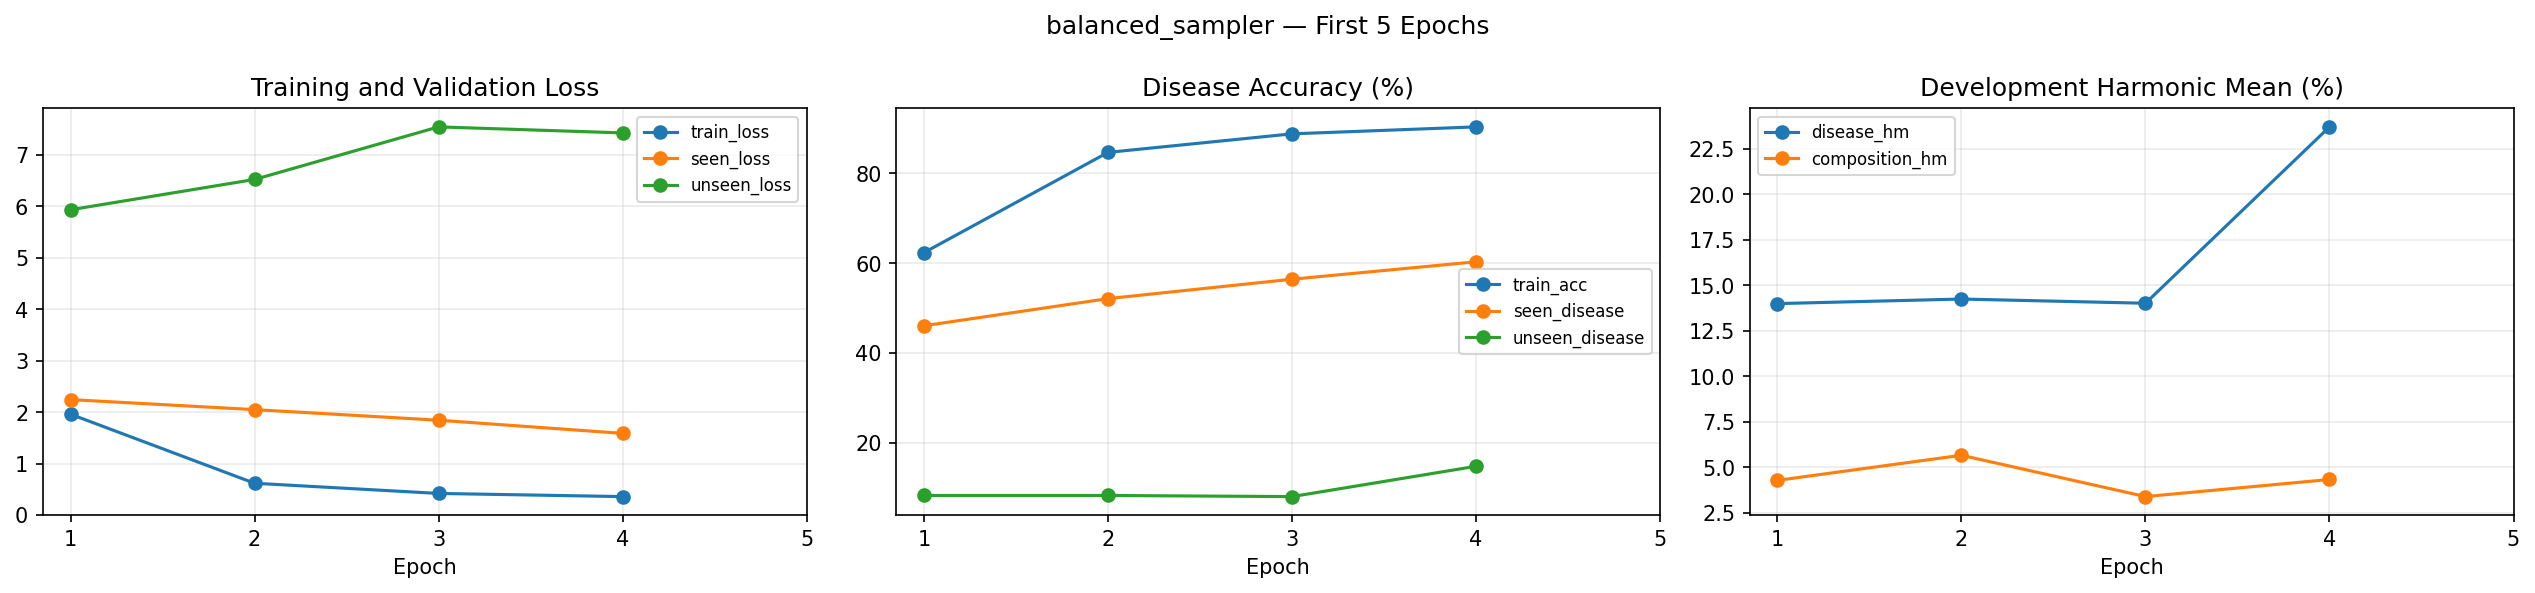 balanced_sampler — First 5 Epochs
Training and Validation Loss
7
6
5
4
3
2
1
0
train_loss
seen_loss
unseen_loss
1 2 3 4 5
Epoch
Disease Accuracy (%)
80
60
40
20
train_acc
seen_disease
unseen_disease
1 2 3 4 5
Epoch
Development Harmonic Mean (%)
22.5
20.0
17.5
15.0
12.5
10.0
7.5
5.0
2.5
disease_hm
composition_hm
1 2 3 4 5
Epoch